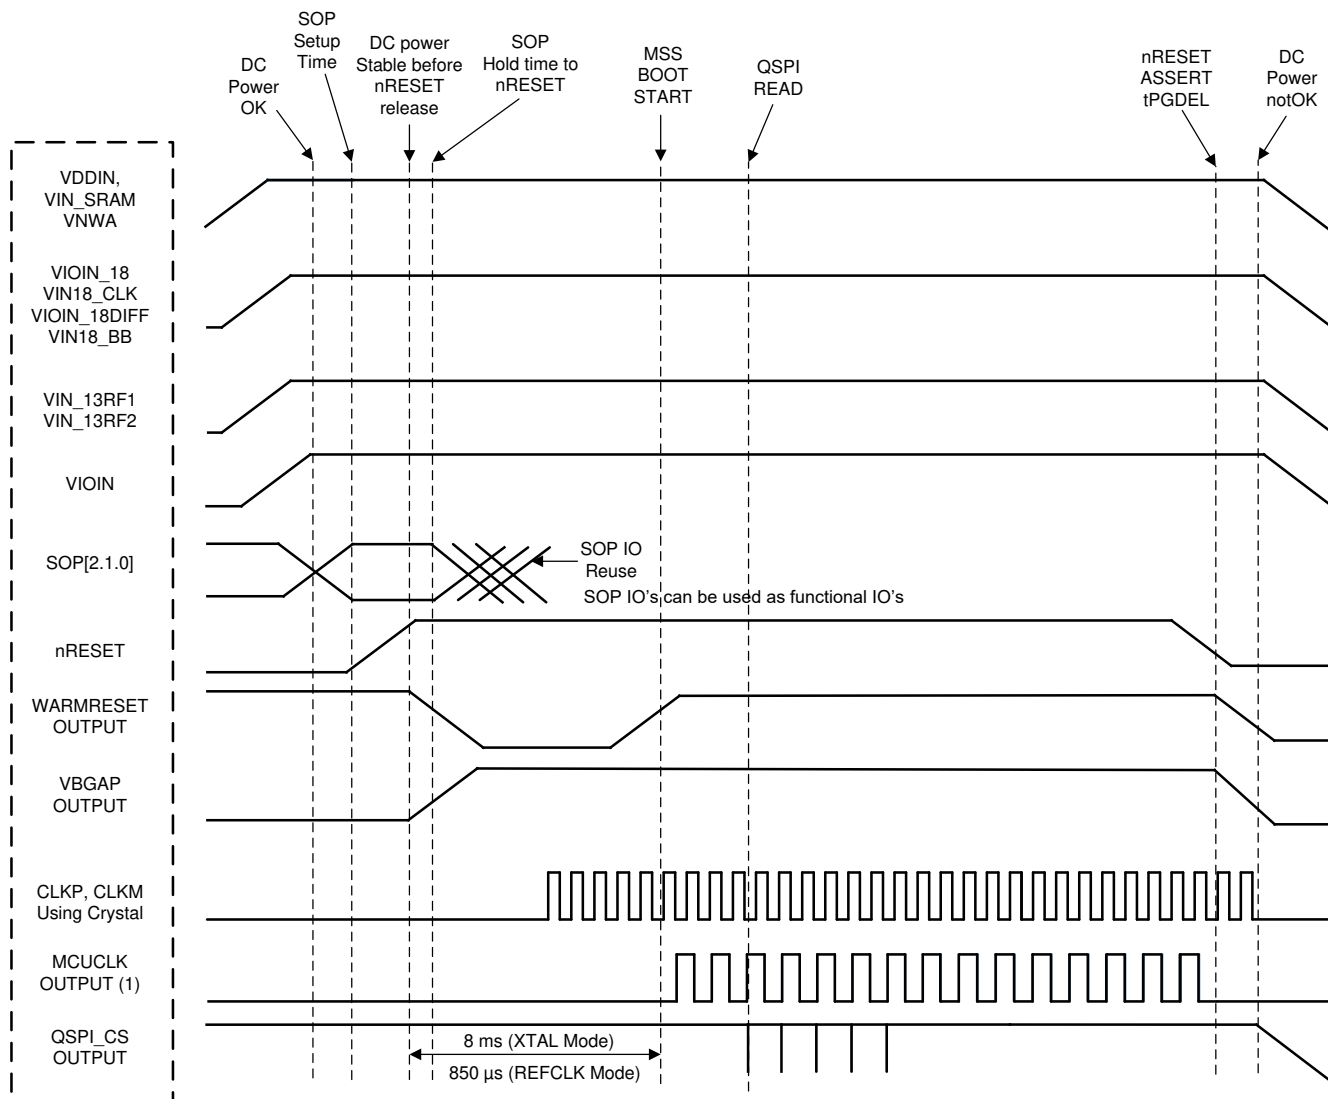 SOP
Setup
Time
DC
Power
OK
DC power
Stable before
nRESET
release
SOP
Hold time to
nRESET
MSS
BOOT
START
QSPI
READ
nRESET
ASSERT
tPGDEL
DC
Power
notOK
VDDIN,
VIN_SRAM
VNWA
VIOIN_18
VIN18_CLK
VIOIN_18DIFF
VIN18_BB
VIN_13RF1
VIN_13RF2
VIOIN
SOP[2.1.0]
SOP IO
Reuse
SOP IO's can be used as functional IO's
nRESET
WARMRESET
OUTPUT
VBGAP
OUTPUT
CLKP, CLKM
Using Crystal
MCUCLK
OUTPUT (1)
QSPI_CS
OUTPUT
8 ms (XTAL Mode)
850 µs (REFCLK Mode)